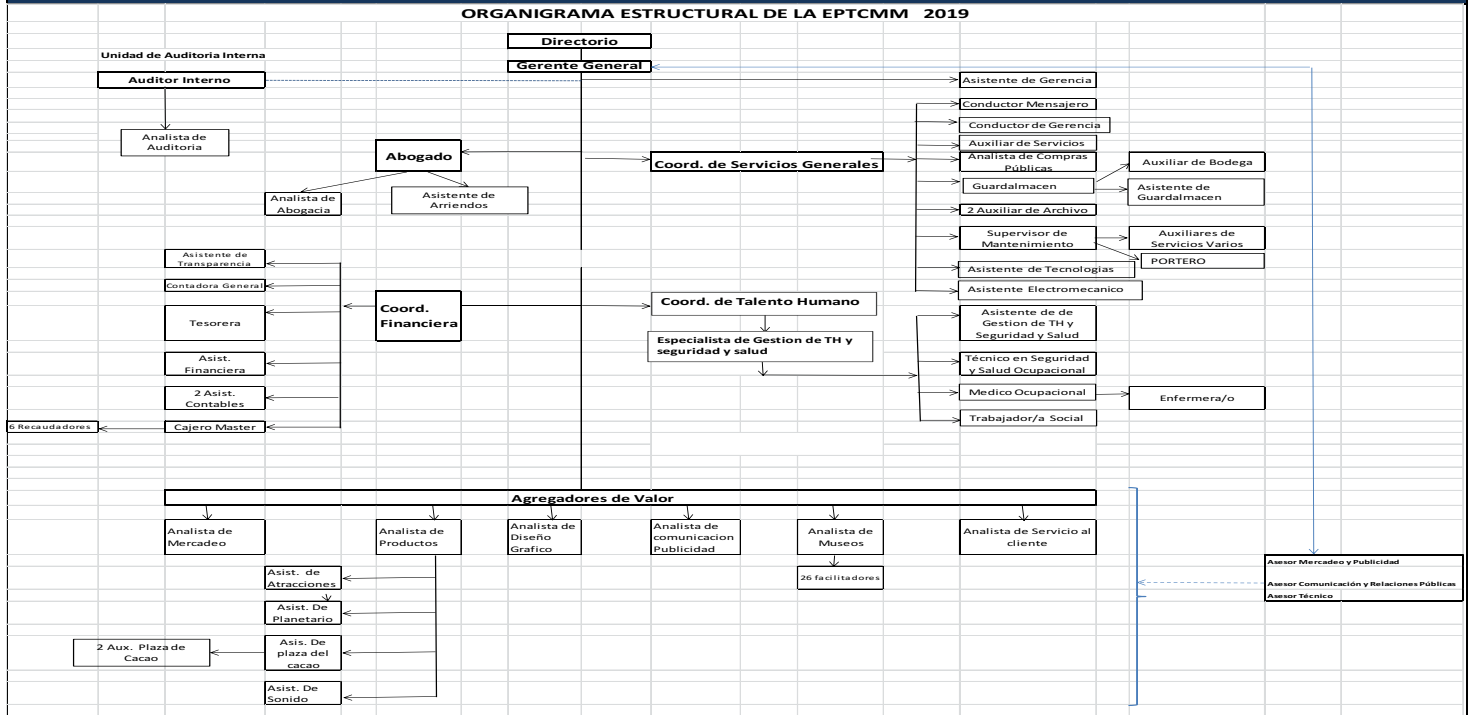 ORGANIGRAMA ESTRUCTURAL DE LA EPTCMM 2019
Directorio
Unidad de Auditoria Interna
Gerente General
Auditor Interno
Asistente de Gerencia
Conductor Mensajero
Conductor de Gerencia
Analista de
Auditoria
Auxiliar de Servicios
Abogado
Coord. de Servicios Generales
Analista de Compras
Públicas
Auxiliar de Bodega
Guardalmacen
Asistente de
Guardalmacen
Analista de
Abogacia
Asistente de
Arriendos
2 Auxiliar de Archivo
Supervisor de
Mantenimiento
Auxiliares de
Servicios Varios
PORTERO
Asistente de
Transparencia
Asistente de Tecnologias
Contadora General
Asistente Electromecanico
Coord.
Financiera
Coord. de Talento Humano
Tesorera
Asistente de de
Gestion de TH y
Seguridad y Salud
Especialista de Gestion de TH y
seguridad y salud
Asist.
Financiera
Técnico en Seguridad
y Salud Ocupacional
2 Asist.
Contables
Medico Ocupacional
Enfermera/o
Trabajador/a Social
6 Recaudadores
Cajero Master
Agregadores de Valor
Analista de
Mercadeo
Analista de
Productos
Analista de
Diseño
Grafico
Analista de
comunicacion
Publicidad
Analista de
Museos
Analista de Servicio al
cliente
Asesor Mercadeo y Publicidad
Asesor Comunicación y Relaciones Públicas
Asesor Técnico
Asist. de
Atracciones
26 facilitadores
Asist. De
Planetario
2 Aux. Plaza de
Cacao
Asis. De
plaza del
cacao
Asist. De
Sonido